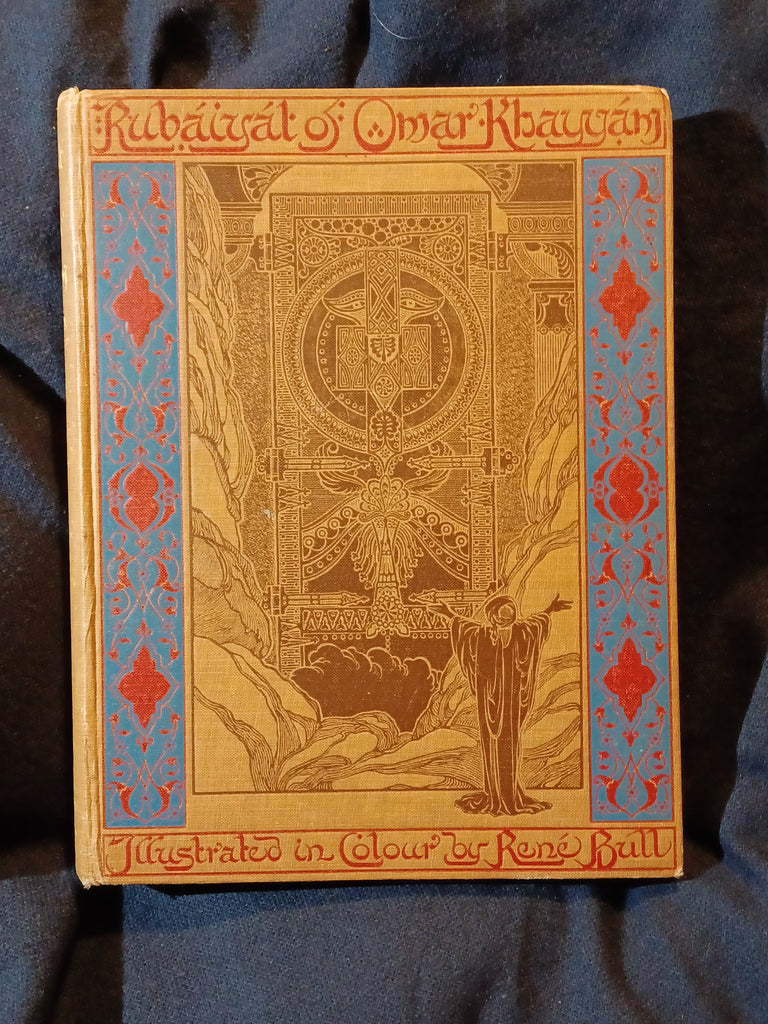 Rubáiyát of Omar Khayyám
Illustrated in Colour by René Bull